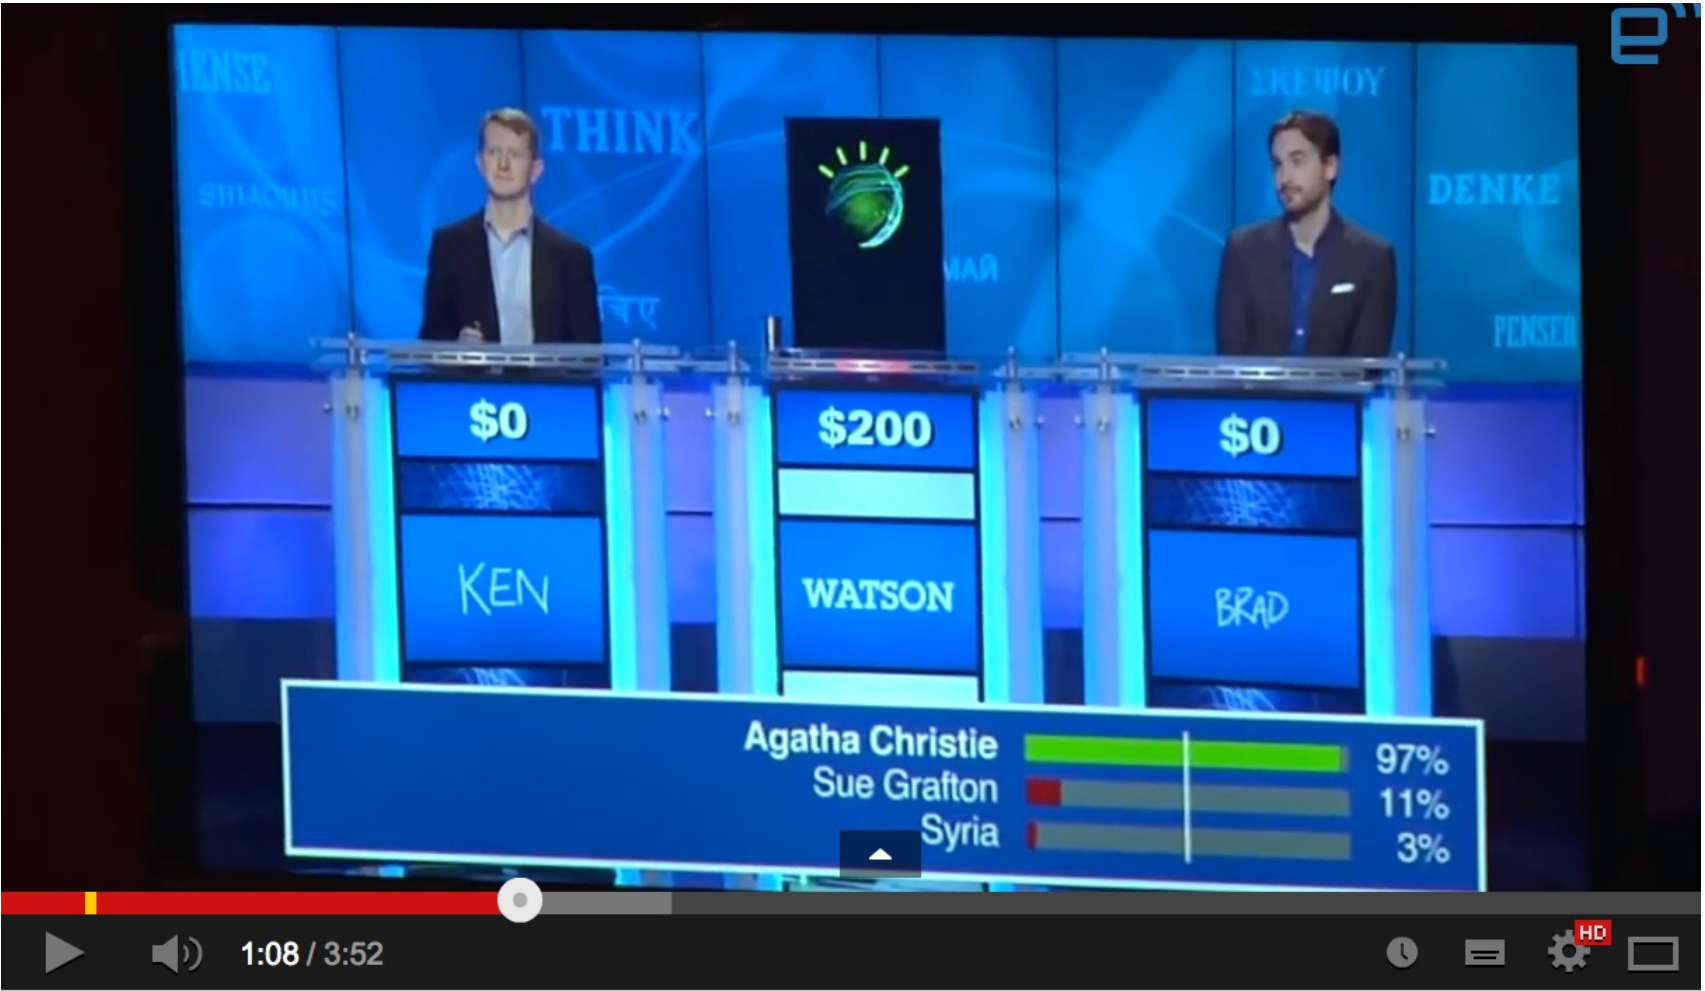 ΣΚΕΨΟΥ
THINK
DENKE
PENSER
$0
$200
$0
KEN
WATSON
BRAD
Agatha Christie 97%
Sue Grafton 11%
Syria 3%
1:08 / 3:52
HD